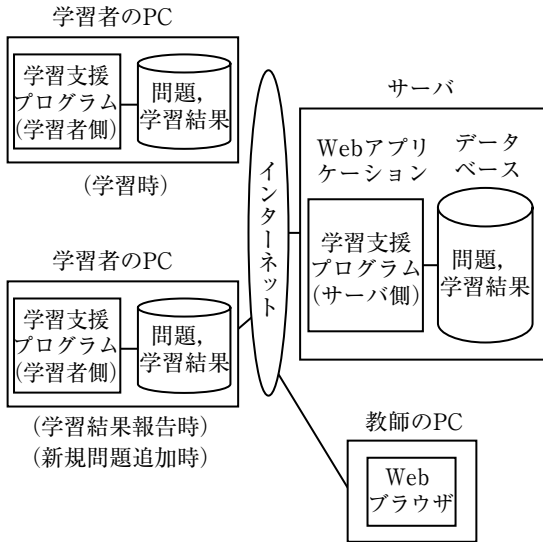 学習者のPC
学習支援
プログラム
(学習者側)
問題,
学習結果
(学習時)
学習者のPC
学習支援
プログラム
(学習者側)
問題,
学習結果
(学習結果報告時)
(新規問題追加時)
インターネット
サーバ
Webアプリ
ケーション
データ
ベース
学習支援
プログラム
(サーバ側)
問題,
学習結果
教師のPC
Web
ブラウザ